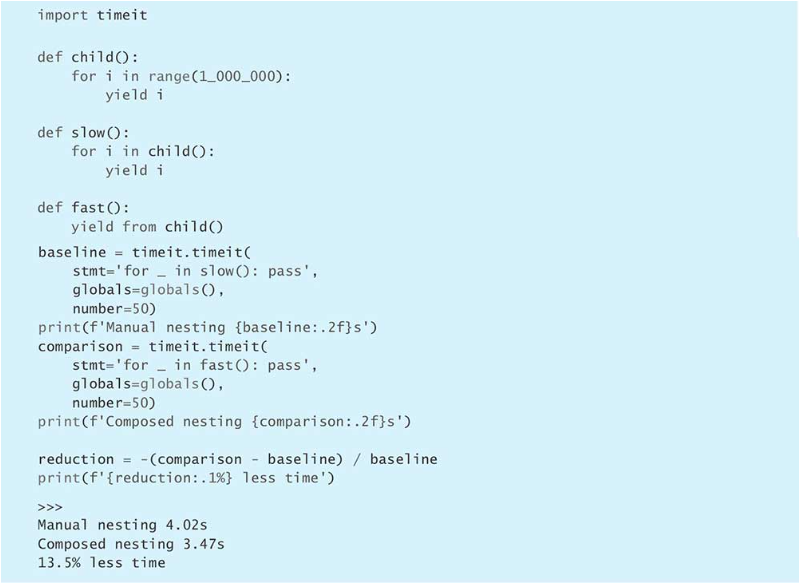 import timeit

def child():
    for i in range(1_000_000):
        yield i

def slow():
    for i in child():
        yield i

def fast():
    yield from child()
baseline = timeit.timeit(
    stmt='for _ in slow(): pass',
    globals=globals(),
    number=50)
print(f'Manual nesting {baseline:.2f}s')
comparison = timeit.timeit(
    stmt='for _ in fast(): pass',
    globals=globals(),
    number=50)
print(f'Composed nesting {comparison:.2f}s')

reduction = -(comparison - baseline) / baseline
print(f'{reduction:.1%} less time')
>>>
Manual nesting 4.02s
Composed nesting 3.47s
13.5% less time